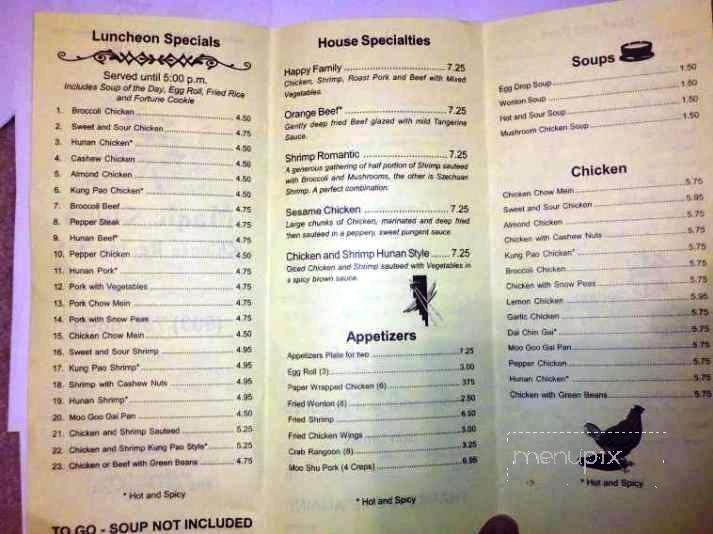 Luncheon Specials
Served until 5:00 p.m.
Includes Soup of the Day, Egg Roll, Fried Rice
and Fortune Cookie
1. Broccoli Chicken 4.50
2. Sweet and Sour Chicken 4.75
3. Hunan Chicken* 4.50
4. Cashew Chicken 4.50
5. Almond Chicken 4.50
6. Kung Pao Chicken* 4.50
7. Broccoli Beef 4.75
8. Pepper Steak 4.75
9. Hunan Beef* 4.75
10. Pepper Chicken 4.50
11. Hunan Pork* 4.75
12. Pork with Vegetables 4.75
13. Pork Chow Mein 4.75
14. Pork with Snow Peas 4.75
15. Chicken Chow Mein 4.50
16. Sweet and Sour Shrimp 4.95
17. Kung Pao Shrimp* 4.95
18. Shrimp with Cashew Nuts 4.95
19. Hunan Shrimp* 4.95
20. Moo Goo Gai Pan 4.50
21. Chicken and Shrimp Sauteed 5.25
22. Chicken and Shrimp Kung Pao Style* 5.25
23. Chicken or Beef with Green Beans 4.75
* Hot and Spicy
TO GO - SOUP NOT INCLUDED
House Specialties
Happy Family 7.25
Chicken, Shrimp, Roast Pork and Beef with Mixed
Vegetables.
Orange Beef* 7.25
Gently deep fried Beef glazed with mild Tangerine
Sauce.
Shrimp Romantic 7.25
A generous gathering of half portion of Shrimp sauteed
with Broccoli and Mushrooms, the other is Szechuan
Shrimp. A perfect combination.
Sesame Chicken 7.25
Large chunks of Chicken, marinated and deep fried
then sauteed in a peppery, sweet pungent sauce.
Chicken and Shrimp Hunan Style 7.25
Diced Chicken and Shrimp sauteed with Vegetables in
a spicy brown sauce.
Appetizers
Appetizers Plate for two 7.25
Egg Roll (3) 3.00
Paper Wrapped Chicken (6) 375
Fried Wonton (8) 2.50
Fried Shrimp 6.50
Fried Chicken Wings 5.00
Crab Rangoon (8) 3.25
Moo Shu Pork (4 Creps) 6.95
* Hot and Spicy
Soups
Egg Drop Soup 1.50
Wonton Soup 1.50
Hot and Sour Soup 1.50
Mushroom Chicken Soup 1.50
Chicken
Chicken Chow Mein 5.75
Sweet and Sour Chicken 5.95
Almond Chicken 5.75
Chicken with Cashew Nuts 5.75
Kung Pao Chicken* 5.75
Broccoli Chicken 5.75
Chicken with Snow Peas 5.75
Lemon Chicken 5.95
Garlic Chicken 5.75
Dai Chin Gai* 5.75
Moo Goo Gai Pan 5.75
Pepper Chicken 5.75
Hunan Chicken* 5.75
Chicken with Green Beans 5.75
menupix
* Hot and Spicy